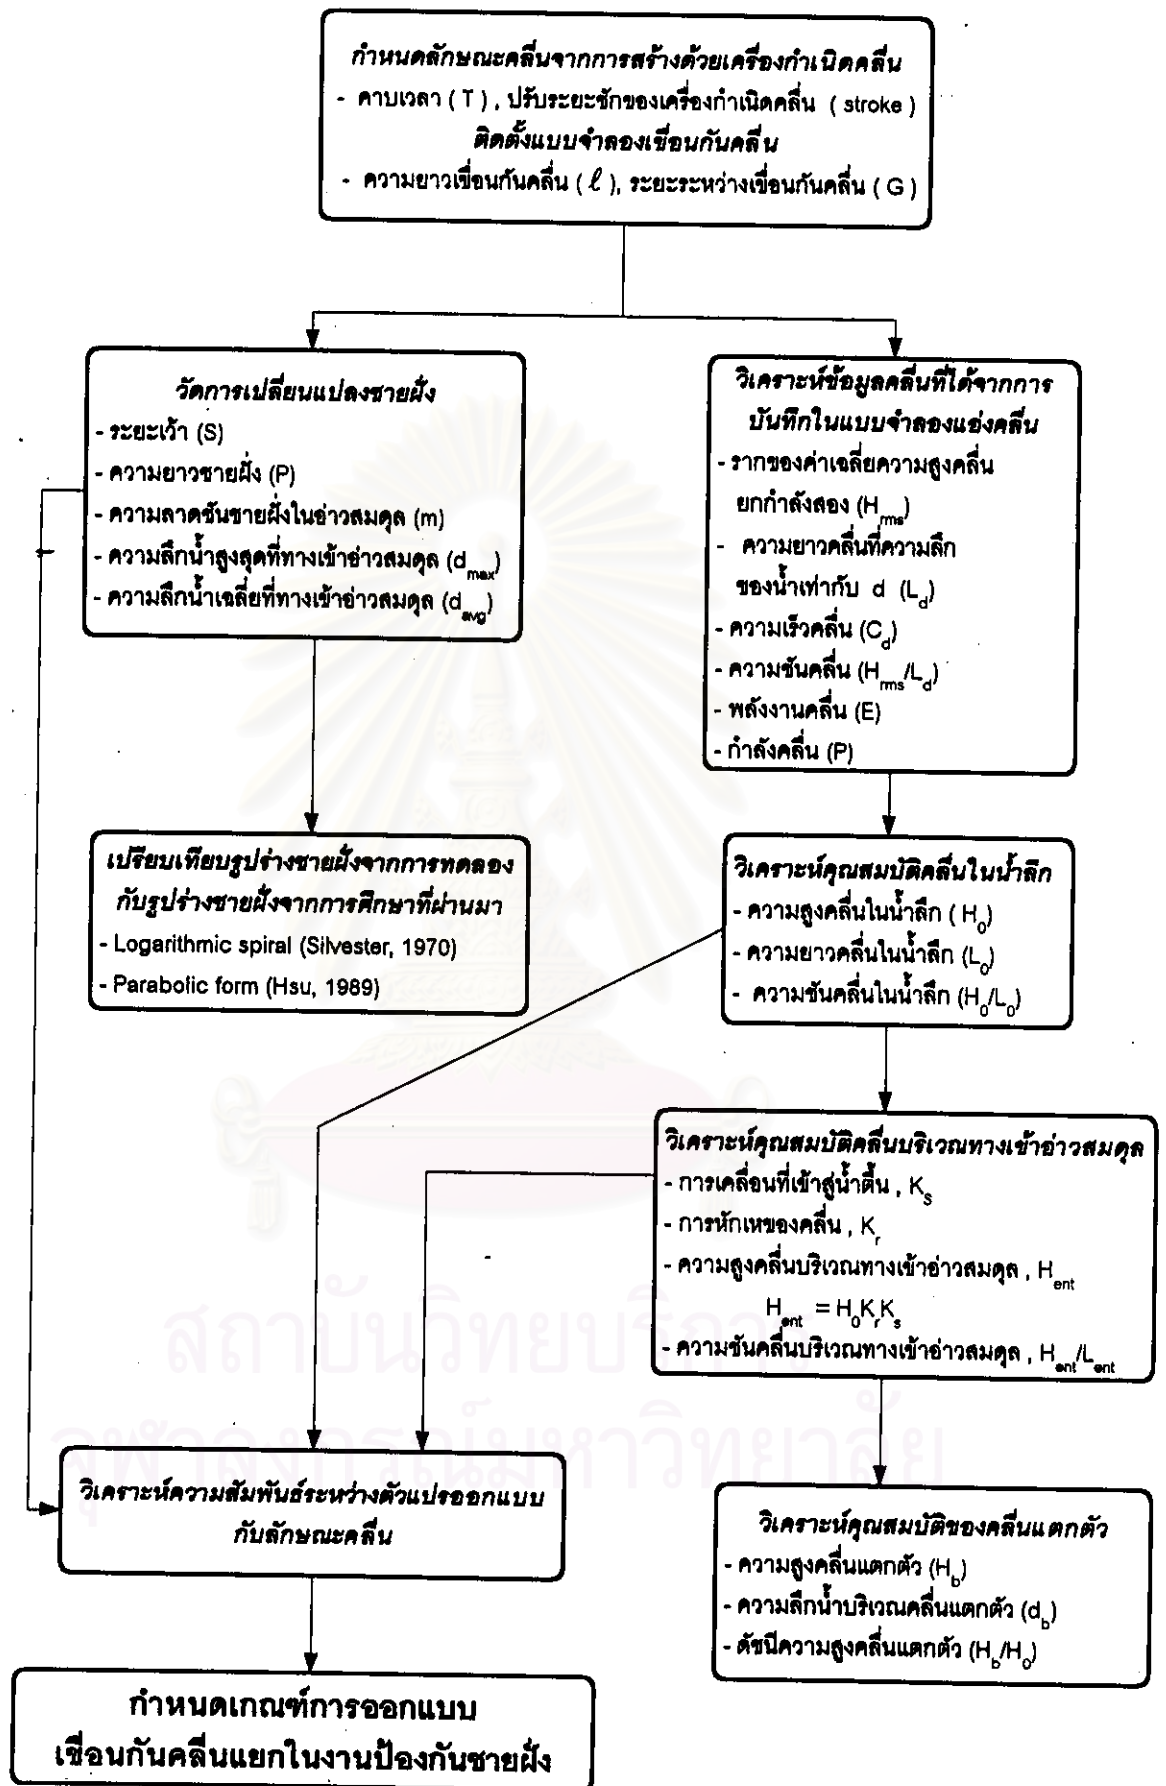 กำหนดลักษณะคลื่นจากการสร้างด้วยเครื่องกำเนิดคลื่น
- คาบเวลา ( T ) , ปรับระยะชักของเครื่องกำเนิดคลื่น ( stroke )
ติดตั้งแบบจำลองเขื่อนกันคลื่น
- ความยาวเขื่อนกันคลื่น ( ℓ ), ระยะระหว่างเขื่อนกันคลื่น ( G )
วัดการเปลี่ยนแปลงชายฝั่ง
- ระยะเว้า (S)
- ความยาวชายฝั่ง (P)
- ความลาดชันชายฝั่งในอ่าวสมดุล (m)
- ความลึกน้ำสูงสุดที่ทางเข้าอ่าวสมดุล (d_max)
- ความลึกน้ำเฉลี่ยที่ทางเข้าอ่าวสมดุล (d_avg)
วิเคราะห์ข้อมูลคลื่นที่ได้จากการ
บันทึกในแบบจำลองแอ่งคลื่น
- รากของค่าเฉลี่ยความสูงคลื่น
ยกกำลังสอง (H_rms)
- ความยาวคลื่นที่ความลึก
ของน้ำเท่ากับ d (L_d)
- ความเร็วคลื่น (C_d)
- ความชันคลื่น (H_rms/L_d)
- พลังงานคลื่น (E)
- กำลังคลื่น (P)
เปรียบเทียบรูปร่างชายฝั่งจากการทดลอง
กับรูปร่างชายฝั่งจากการศึกษาที่ผ่านมา
- Logarithmic spiral (Silvester, 1970)
- Parabolic form (Hsu, 1989)
วิเคราะห์คุณสมบัติคลื่นในน้ำลึก
- ความสูงคลื่นในน้ำลึก ( H_0)
- ความยาวคลื่นในน้ำลึก (L_0)
- ความชันคลื่นในน้ำลึก (H_0/L_0)
วิเคราะห์คุณสมบัติคลื่นบริเวณทางเข้าอ่าวสมดุล
- การเคลื่อนที่เข้าสู่น้ำตื้น , K_s
- การหักเหของคลื่น , K_r
- ความสูงคลื่นบริเวณทางเข้าอ่าวสมดุล , H_ent
H_ent = H_0K_rK_s
- ความชันคลื่นบริเวณทางเข้าอ่าวสมดุล , H_ent/L_ent
สถาบันวิทยบริการ
จุฬาลงกรณ์มหาวิทยาลัย
วิเคราะห์ความสัมพันธ์ระหว่างตัวแปรออกแบบ
กับลักษณะคลื่น
วิเคราะห์คุณสมบัติของคลื่นแตกตัว
- ความสูงคลื่นแตกตัว (H_b)
- ความลึกน้ำบริเวณคลื่นแตกตัว (d_b)
- ดัชนีความสูงคลื่นแตกตัว (H_b/H_0)
กำหนดเกณฑ์การออกแบบ
เขื่อนกันคลื่นแยกในงานป้องกันชายฝั่ง